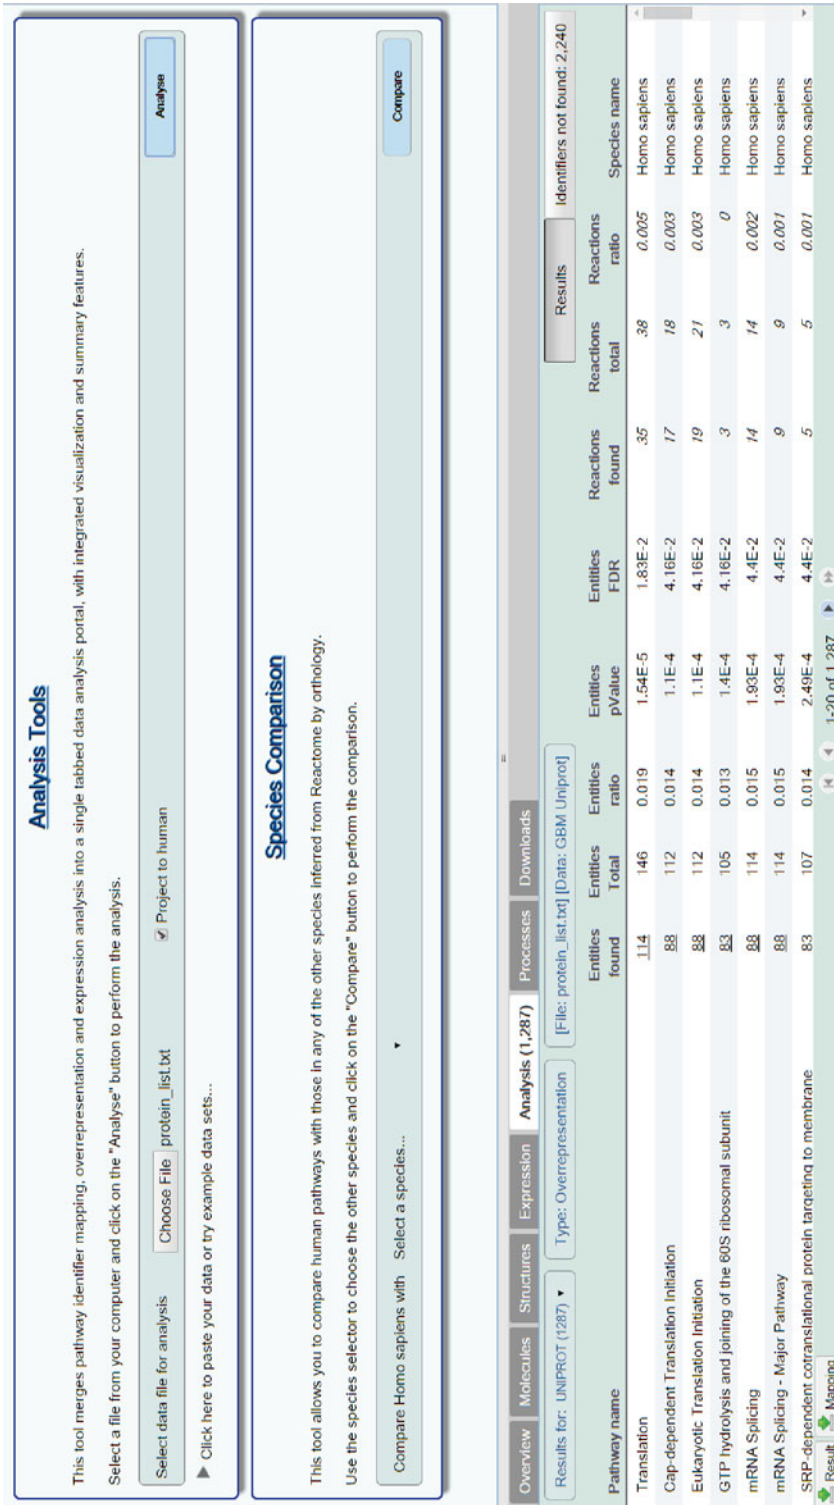 Analysis Tools
This tool merges pathway identifier mapping, overrepresentation and expression analysis into a single tabbed data analysis portal, with integrated visualization and summary features.
Select a file from your computer and click on the "Analyse" button to perform the analysis.
Select data file for analysis Choose File protein_list.txt Project to human Analyse
Click here to paste your data or try example data sets...
Species Comparison
This tool allows you to compare human pathways with those in any of the other species inferred from Reactome by orthology.
Use the species selector to choose the other species and click on the "Compare" button to perform the comparison.
Compare Homo sapiens with Select a species... Compare
Overview Molecules Structures Expression Analysis (1,287) Processes Downloads
Results for: UNIPROT (1287) Type: Overrepresentation [File: protein_list.txt] [Data: GBM Uniprot] Results Identifiers not found: 2,240
Pathway name Entities found Entities Total Entities ratio Entities pValue Entities FDR Reactions found Reactions total Reactions ratio Species name
Translation 114 146 0.019 1.54E-5 1.83E-2 35 38 0.005 Homo sapiens
Cap-dependent Translation Initiation 88 112 0.014 1.1E-4 4.16E-2 17 18 0.003 Homo sapiens
Eukaryotic Translation Initiation 88 112 0.014 1.1E-4 4.16E-2 19 21 0.003 Homo sapiens
GTP hydrolysis and joining of the 60S ribosomal subunit 83 105 0.013 1.4E-4 4.16E-2 3 3 0 Homo sapiens
mRNA Splicing 88 114 0.015 1.93E-4 4.4E-2 14 14 0.002 Homo sapiens
mRNA Splicing - Major Pathway 88 114 0.015 1.93E-4 4.4E-2 9 9 0.001 Homo sapiens
SRP-dependent cotranslational protein targeting to membrane 83 107 0.014 2.49E-4 4.4E-2 5 5 0.001 Homo sapiens
Result Mapping 1-20 of 1,287